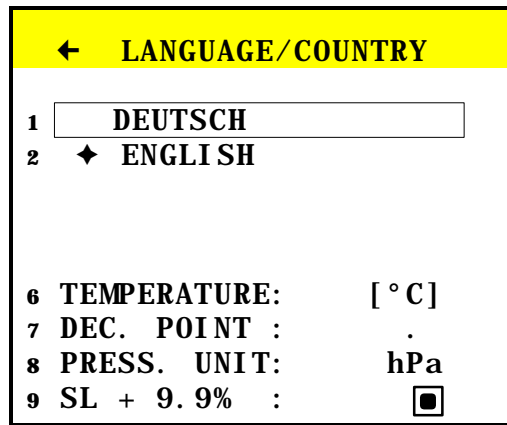 ← LANGUAGE/COUNTRY
1 DEUTSCH
2 ✦ ENGLISH
6 TEMPERATURE: [°C]
7 DEC. POINT : .
8 PRESS. UNIT: hPa
9 SL + 9.9% :